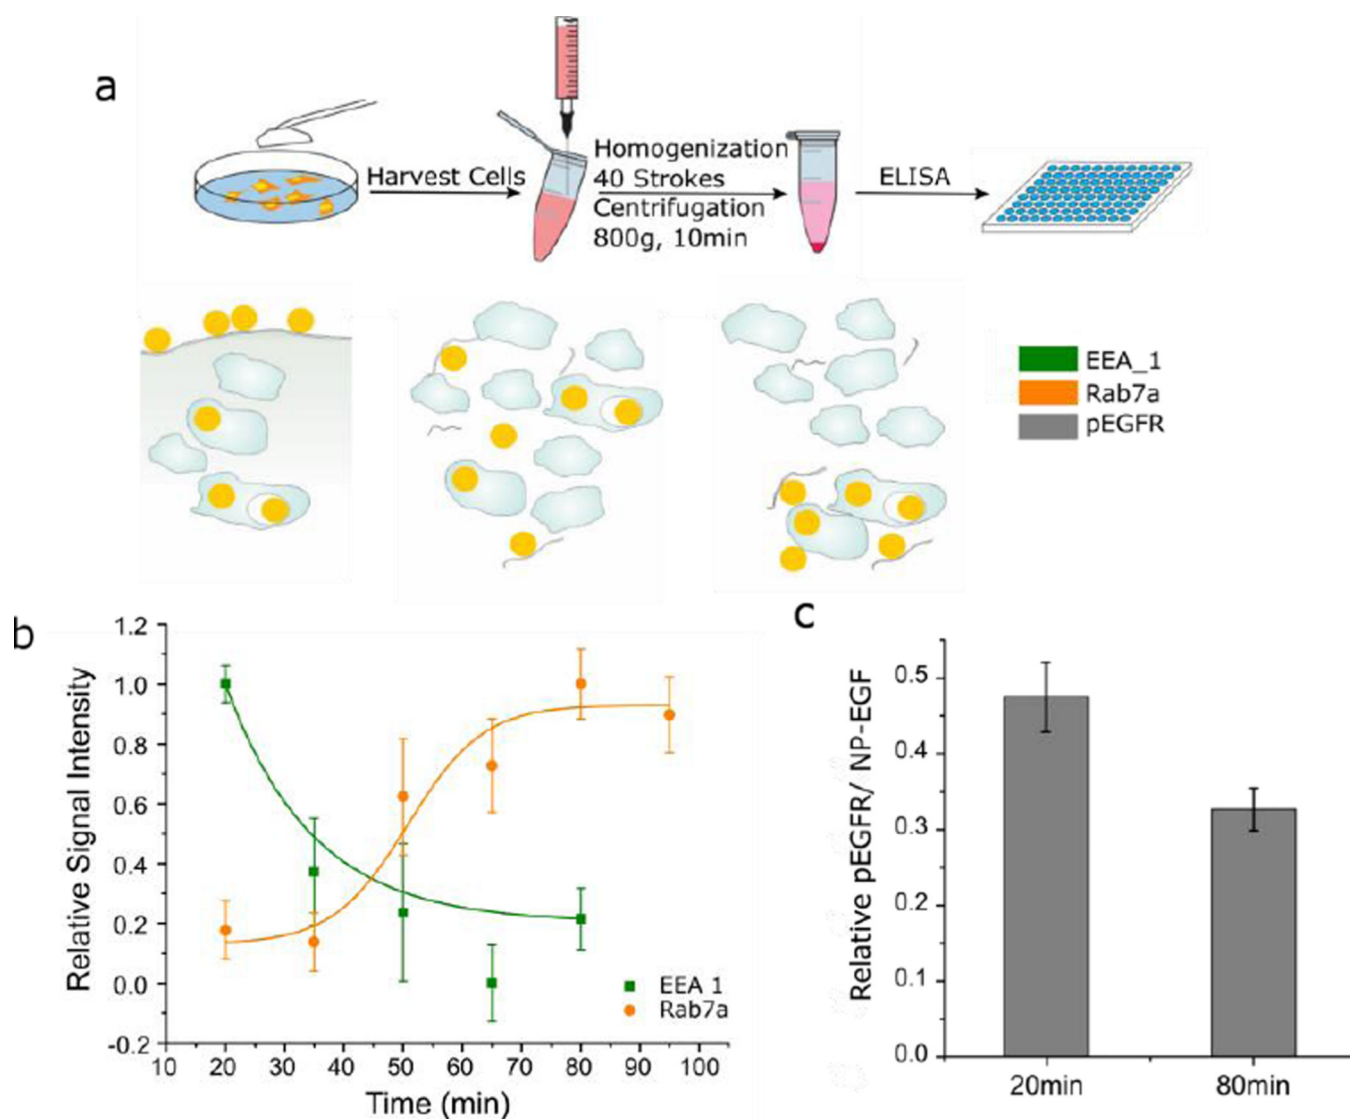 a
Harvest Cells
Homogenization
40 Strokes
Centrifugation
800g, 10min
ELISA
EEA_1
Rab7a
pEGFR
b
Relative Signal Intensity
1.2
1.0
0.8
0.6
0.4
0.2
0.0
-0.2
10 20 30 40 50 60 70 80 90 100
Time (min)
EEA 1
Rab7a
c
Relative pEGFR/ NP-EGF
0.5
0.4
0.3
0.2
0.1
0.0
20min 80min